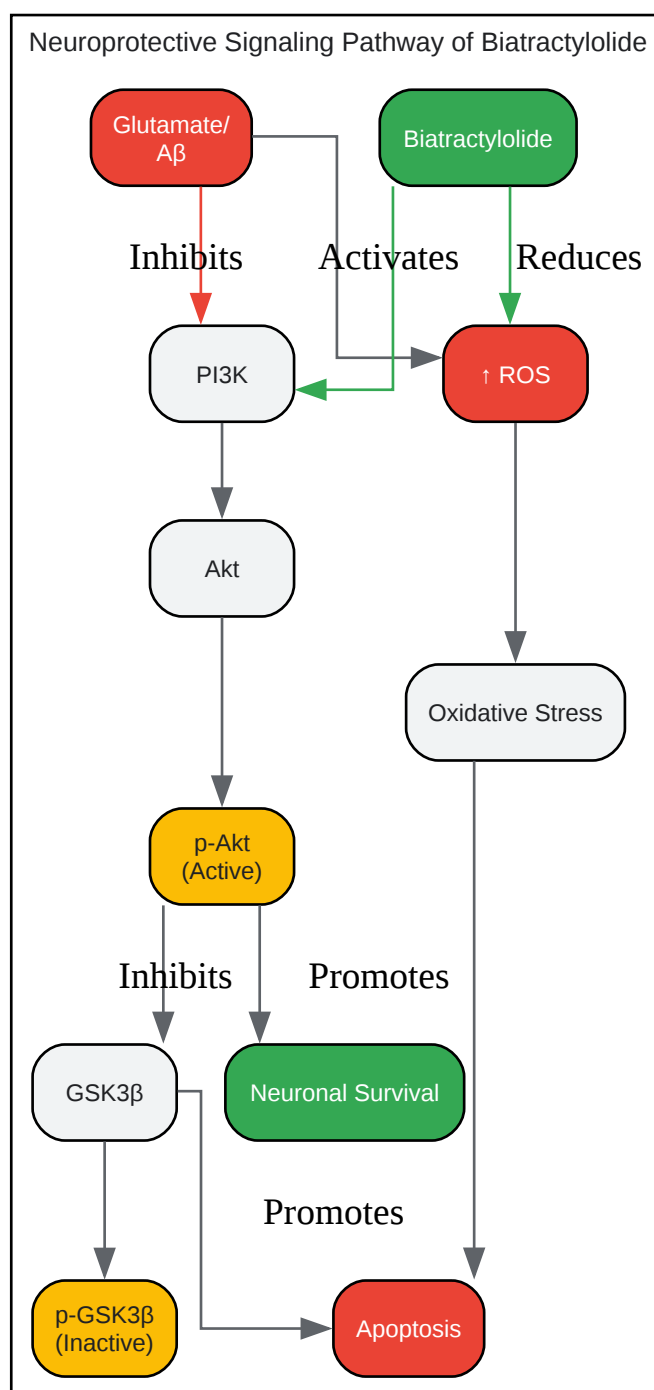 Neuroprotective Signaling Pathway of Biatractylolide
Glutamate/
Aβ
Biatractylolide
Inhibits
Activates
Reduces
PI3K
↑ ROS
Akt
Oxidative Stress
p-Akt
(Active)
Inhibits
Promotes
GSK3β
Neuronal Survival
Promotes
p-GSK3β
(Inactive)
Apoptosis